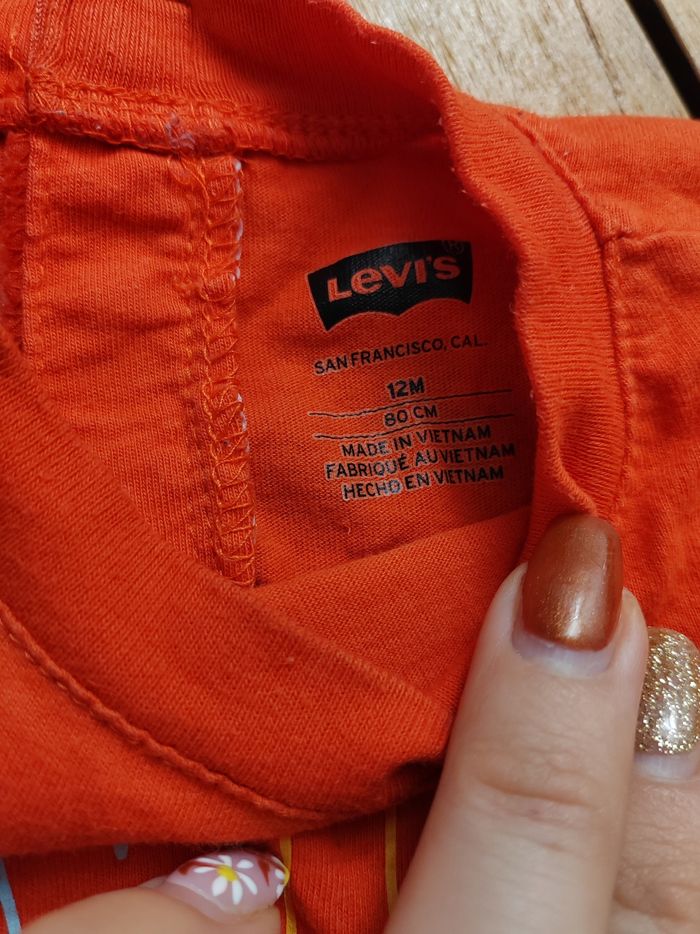 LEVI'S
SAN FRANCISCO, CAL.
12M
80 CM
MADE IN VIETNAM
FABRIQUÉ AU VIETNAM
HECHO EN VIETNAM